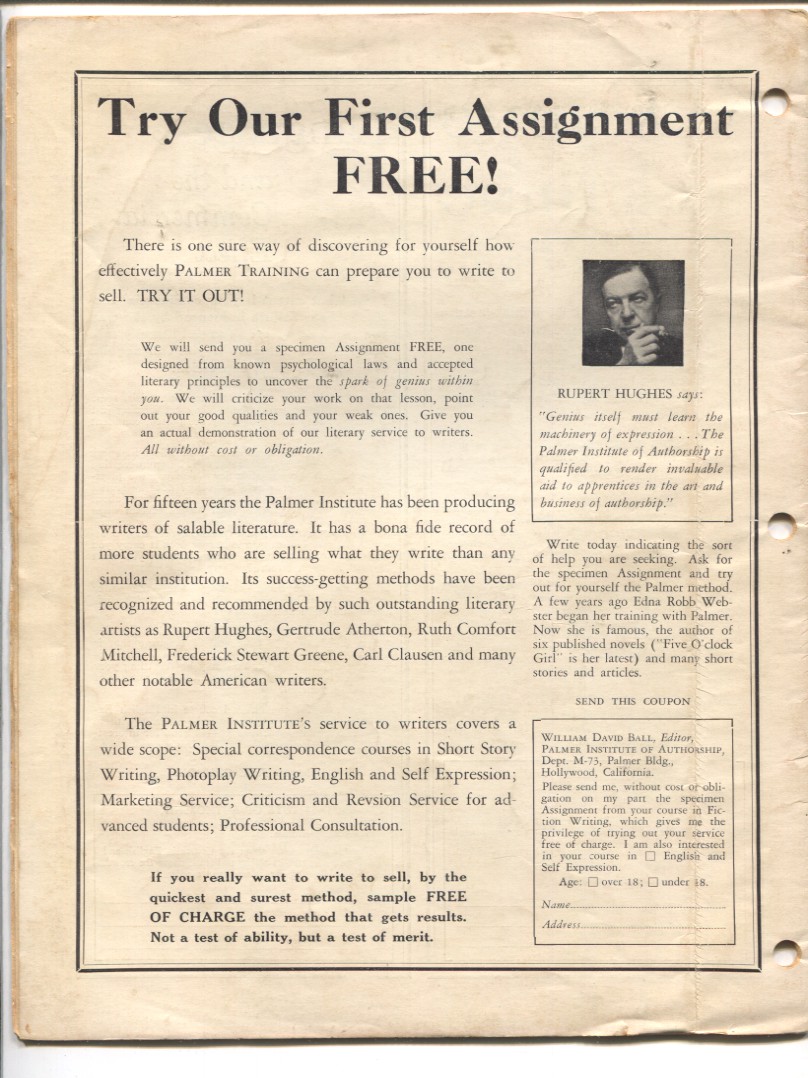 Try Our First Assignment
FREE!
There is one sure way of discovering for yourself how
effectively PALMER TRAINING can prepare you to write to
sell. TRY IT OUT!
We will send you a specimen Assignment FREE, one
designed from known psychological laws and accepted
literary principles to uncover the spark of genius within
you. We will criticize your work on that lesson, point
out your good qualities and your weak ones. Give you
an actual demonstration of our literary service to writers.
All without cost or obligation.
For fifteen years the Palmer Institute has been producing
writers of salable literature. It has a bona fide record of
more students who are selling what they write than any
similar institution. Its success-getting methods have been
recognized and recommended by such outstanding literary
artists as Rupert Hughes, Gertrude Atherton, Ruth Comfort
Mitchell, Frederick Stewart Greene, Carl Clausen and many
other notable American writers.
The PALMER INSTITUTE'S service to writers covers a
wide scope: Special correspondence courses in Short Story
Writing, Photoplay Writing, English and Self Expression;
Marketing Service; Criticism and Revsion Service for ad-
vanced students; Professional Consultation.
If you really want to write to sell, by the
quickest and surest method, sample FREE
OF CHARGE the method that gets results.
Not a test of ability, but a test of merit.
RUPERT HUGHES says:
"Genius itself must learn the
machinery of expression . . . The
Palmer Institute of Authorship is
qualified to render invaluable
aid to apprentices in the art and
business of authorship."
Write today indicating the sort
of help you are seeking. Ask for
the specimen Assignment and try
out for yourself the Palmer method.
A few years ago Edna Robb Web-
ster began her training with Palmer.
Now she is famous, the author of
six published novels ("Five O'clock
Girl" is her latest) and many short
stories and articles.
SEND THIS COUPON
WILLIAM DAVID BALL, Editor,
PALMER INSTITUTE OF AUTHORSHIP,
Dept. M-73, Palmer Bldg.,
Hollywood, California.
Please send me, without cost or obli-
gation on my part the specimen
Assignment from your course in Fic-
tion Writing, which gives me the
privilege of trying out your service
free of charge. I am also interested
in your course in □ English and
Self Expression.
Age: □ over 18; □ under 18.
Name
Address